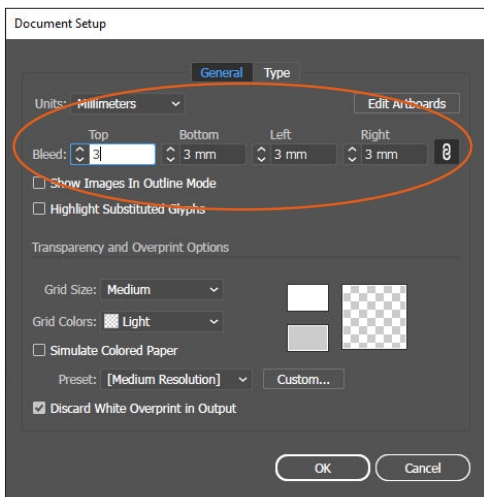 Document Setup
General Type
Units: Millimeters Edit Artboards
Top Bottom Left Right
Bleed: 3 3 mm 3 mm 3 mm
Show Images In Outline Mode
Highlight Substituted Glyphs
Transparency and Overprint Options
Grid Size: Medium
Grid Colors: Light
Simulate Colored Paper
Preset: [Medium Resolution] Custom...
Discard White Overprint in Output
OK Cancel